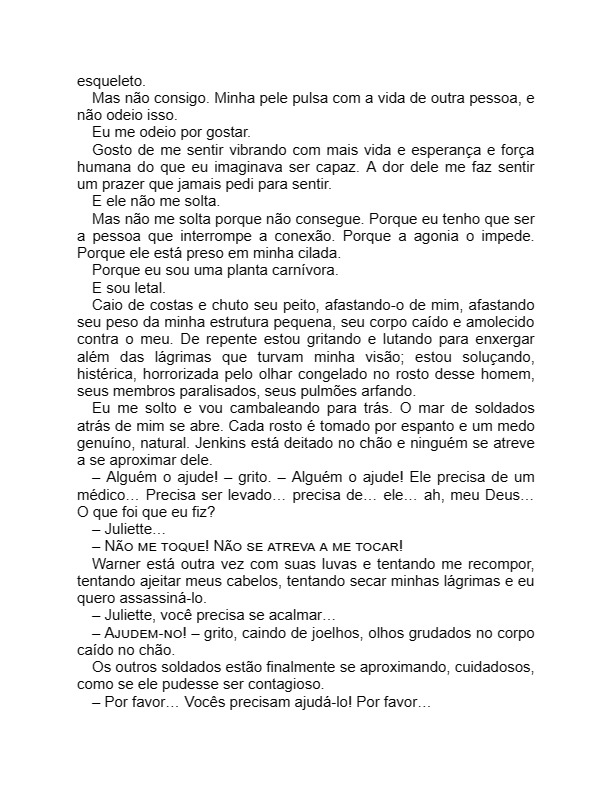 esqueleto.
Mas não consigo. Minha pele pulsa com a vida de outra pessoa, e
não odeio isso.
Eu me odeio por gostar.
Gosto de me sentir vibrando com mais vida e esperança e força
humana do que eu imaginava ser capaz. A dor dele me faz sentir
um prazer que jamais pedi para sentir.
E ele não me solta.
Mas não me solta porque não consegue. Porque eu tenho que ser
a pessoa que interrompe a conexão. Porque a agonia o impede.
Porque ele está preso em minha cilada.
Porque eu sou uma planta carnívora.
E sou letal.
Caio de costas e chuto seu peito, afastando-o de mim, afastando
seu peso da minha estrutura pequena, seu corpo caído e amolecido
contra o meu. De repente estou gritando e lutando para enxergar
além das lágrimas que turvam minha visão; estou soluçando,
histérica, horrorizada pelo olhar congelado no rosto desse homem,
seus membros paralisados, seus pulmões arfando.
Eu me solto e vou cambaleando para trás. O mar de soldados
atrás de mim se abre. Cada rosto é tomado por espanto e um medo
genuíno, natural. Jenkins está deitado no chão e ninguém se atreve
a se aproximar dele.
– Alguém o ajude! – grito. – Alguém o ajude! Ele precisa de um
médico… Precisa ser levado… precisa de… ele… ah, meu Deus…
O que foi que eu fiz?
– Juliette…
– NÃO ME TOQUE! NÃO SE ATREVA A ME TOCAR!
Warner está outra vez com suas luvas e tentando me recompor,
tentando ajeitar meus cabelos, tentando secar minhas lágrimas e eu
quero assassiná-lo.
– Juliette, você precisa se acalmar…
– AJUDEM-NO! – grito, caindo de joelhos, olhos grudados no corpo
caído no chão.
Os outros soldados estão finalmente se aproximando, cuidadosos,
como se ele pudesse ser contagioso.
– Por favor… Vocês precisam ajudá-lo! Por favor…